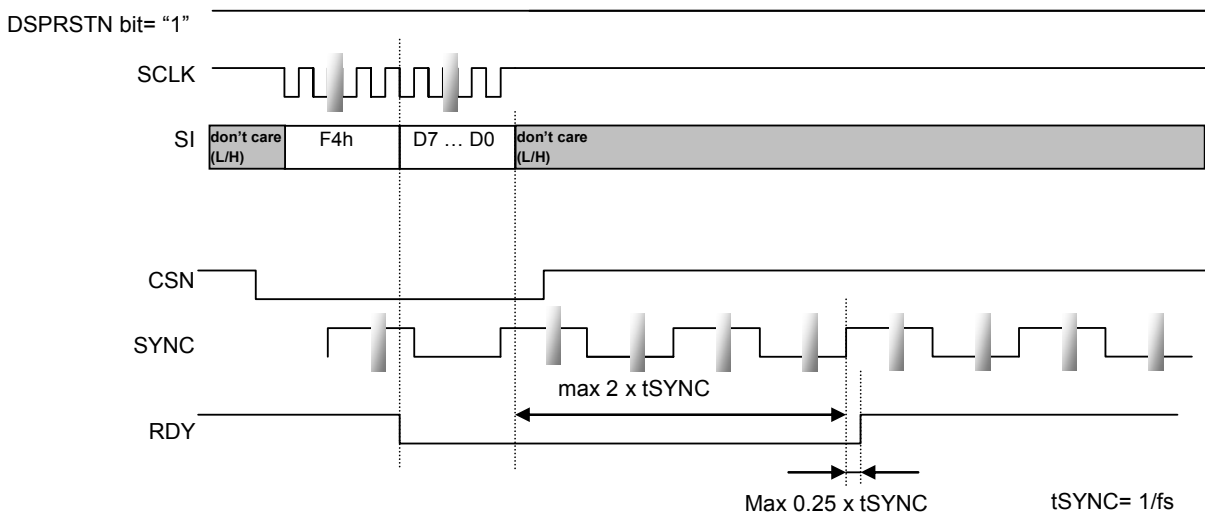 DSPRSTN bit= “1”
SCLK
SI
don’t care
(L/H)
F4h
D7 … D0
don’t care
(L/H)
CSN
SYNC
max 2 x tSYNC
RDY
Max 0.25 x tSYNC
tSYNC= 1/fs